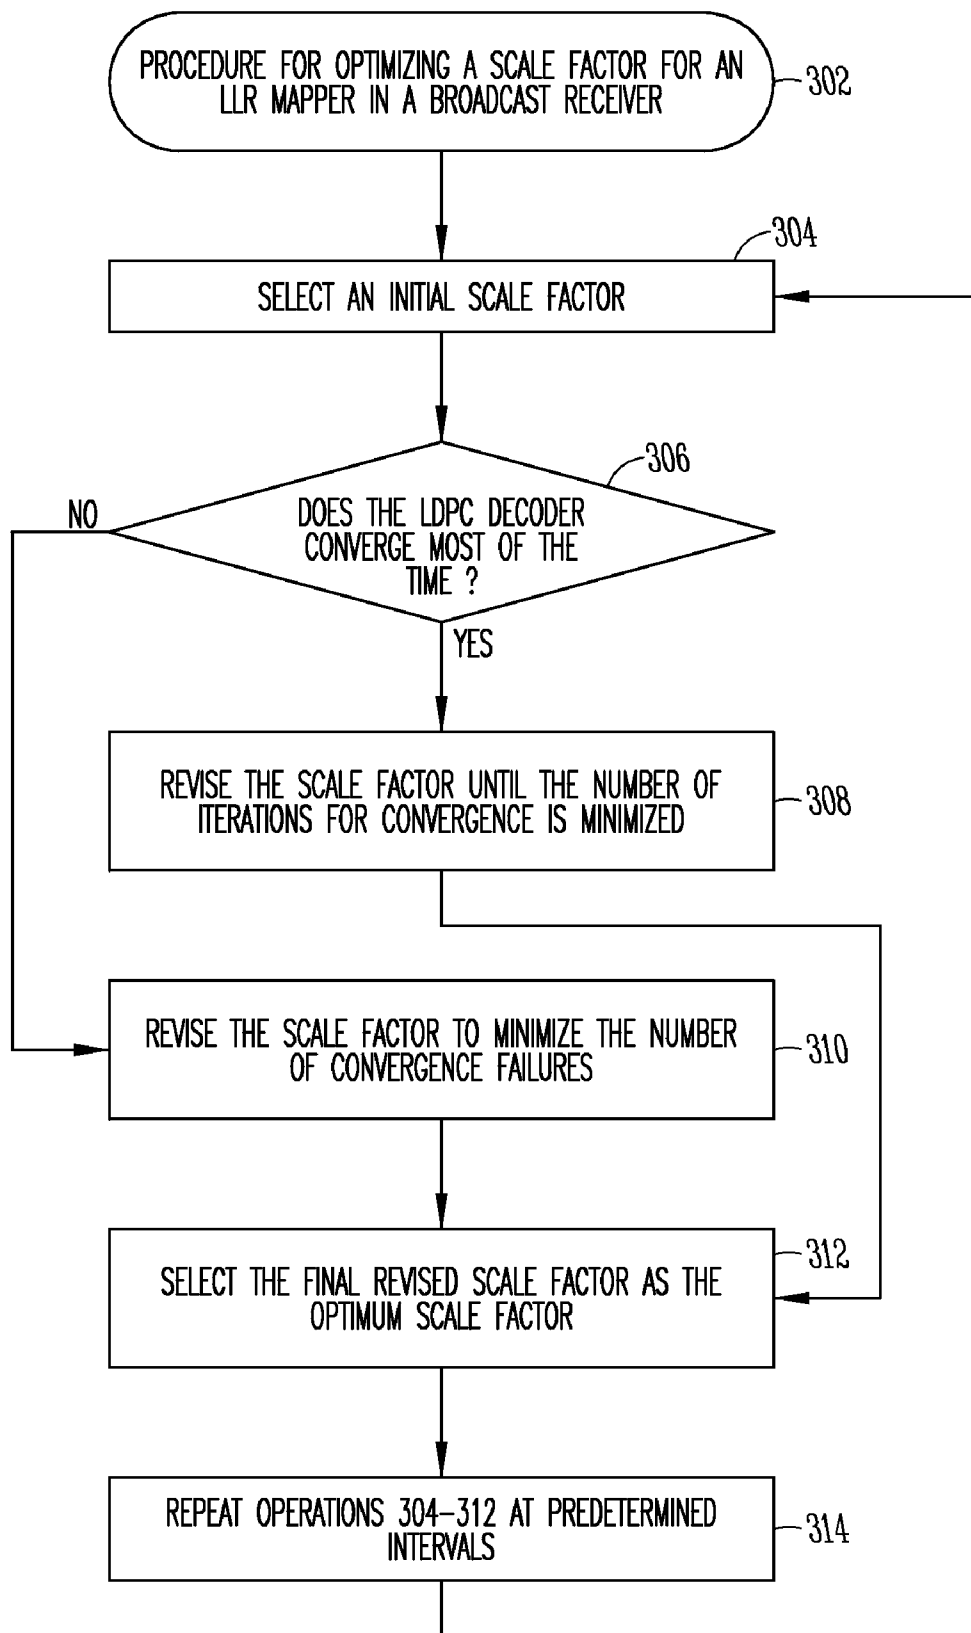 PROCEDURE FOR OPTIMIZING A SCALE FACTOR FOR AN
LLR MAPPER IN A BROADCAST RECEIVER
302
304
SELECT AN INITIAL SCALE FACTOR
306
NO
DOES THE LDPC DECODER
CONVERGE MOST OF THE
TIME ?
YES
REVISE THE SCALE FACTOR UNTIL THE NUMBER OF
ITERATIONS FOR CONVERGENCE IS MINIMIZED
308
REVISE THE SCALE FACTOR TO MINIMIZE THE NUMBER
OF CONVERGENCE FAILURES
310
312
SELECT THE FINAL REVISED SCALE FACTOR AS THE
OPTIMUM SCALE FACTOR
REPEAT OPERATIONS 304-312 AT PREDETERMINED
INTERVALS
314